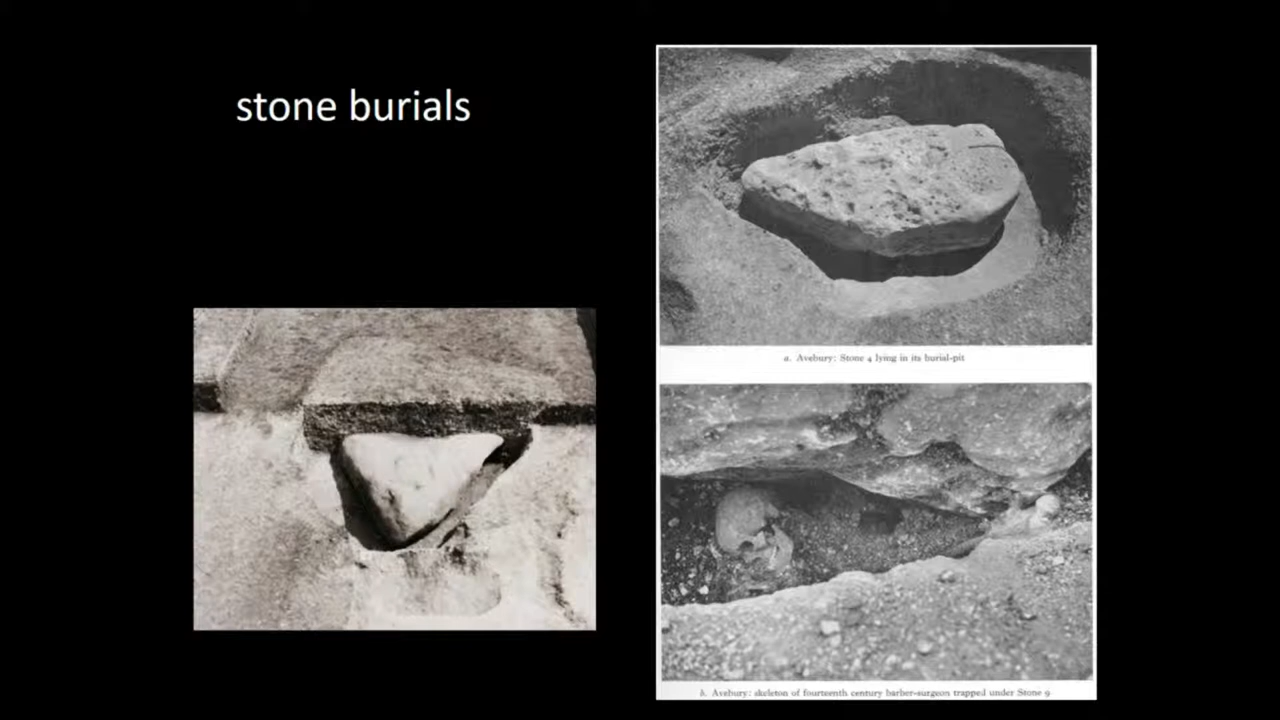 stone burials
a. Avebury: Stone 4 lying in its burial-pit
b. Avebury: skeleton of fourteenth century barber-surgeon trapped under Stone 9